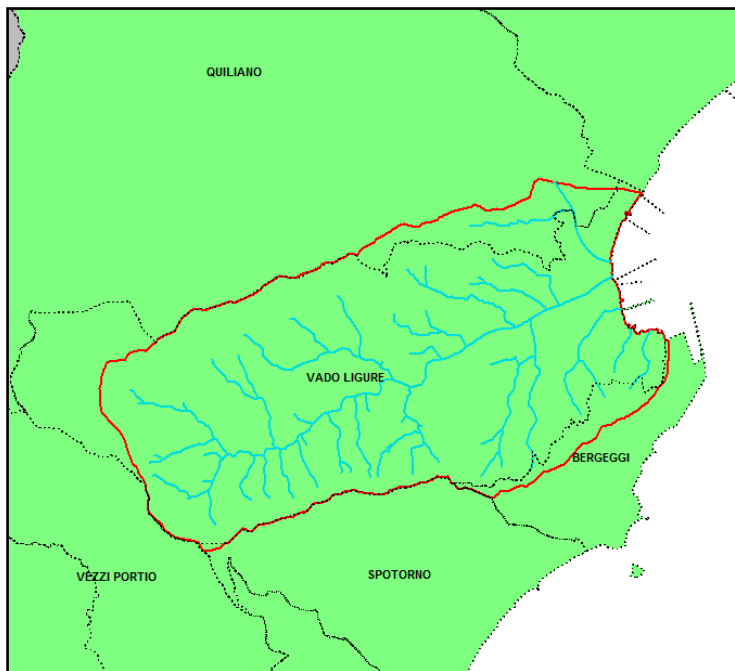 QUILIANO
VADO LIGURE
BERGEGGI
VEZZI PORTIO
SPOTORNO